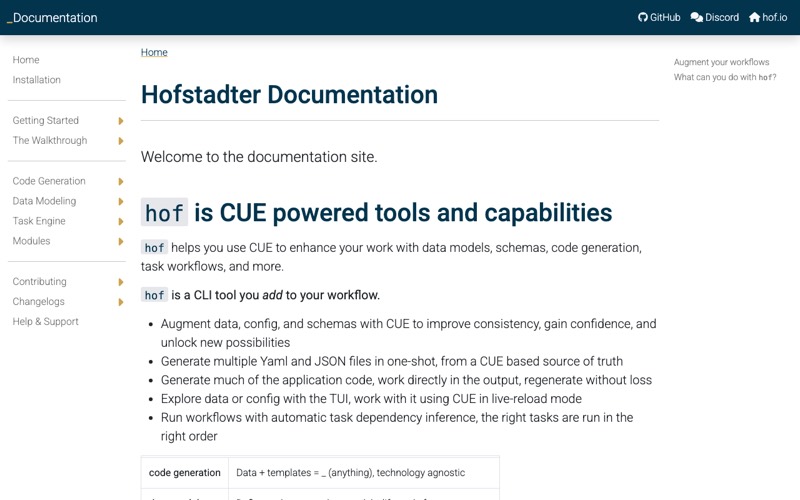 _Documentation
GitHub Discord hof.io
Home
Installation
Getting Started
The Walkthrough
Code Generation
Data Modeling
Task Engine
Modules
Contributing
Changelogs
Help & Support
Home
Hofstadter Documentation
Welcome to the documentation site.
hof is CUE powered tools and capabilities
hof helps you use CUE to enhance your work with data models, schemas, code generation,
task workflows, and more.
hof is a CLI tool you add to your workflow.
Augment data, config, and schemas with CUE to improve consistency, gain confidence, and
unlock new possibilities
Generate multiple Yaml and JSON files in one-shot, from a CUE based source of truth
Generate much of the application code, work directly in the output, regenerate without loss
Explore data or config with the TUI, work with it using CUE in live-reload mode
Run workflows with automatic task dependency inference, the right tasks are run in the
right order
code generation Data + templates = _ (anything), technology agnostic
Augment your workflows
What can you do with hof?